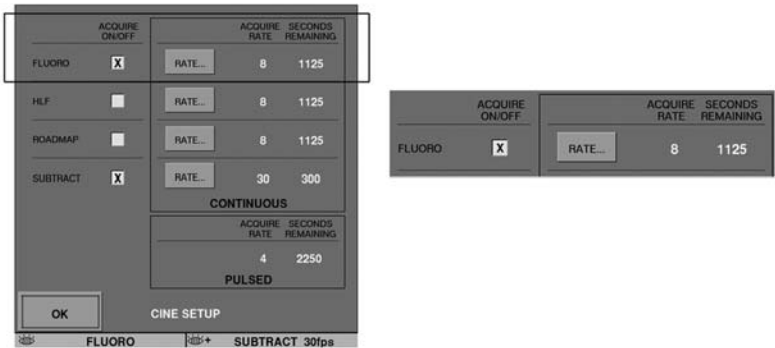 ACQUIRE ON/OFF ACQUIRE RATE SECONDS REMAINING
FLUORO X RATE... 8 1125
HLF RATE... 8 1125
ROADMAP RATE... 8 1125
SUBTRACT X RATE... 30 300
CONTINUOUS
ACQUIRE RATE SECONDS REMAINING
4 2250
PULSED
OK CINE SETUP
FLUORO + SUBTRACT 30fps
ACQUIRE ON/OFF ACQUIRE RATE SECONDS REMAINING
FLUORO X RATE... 8 1125